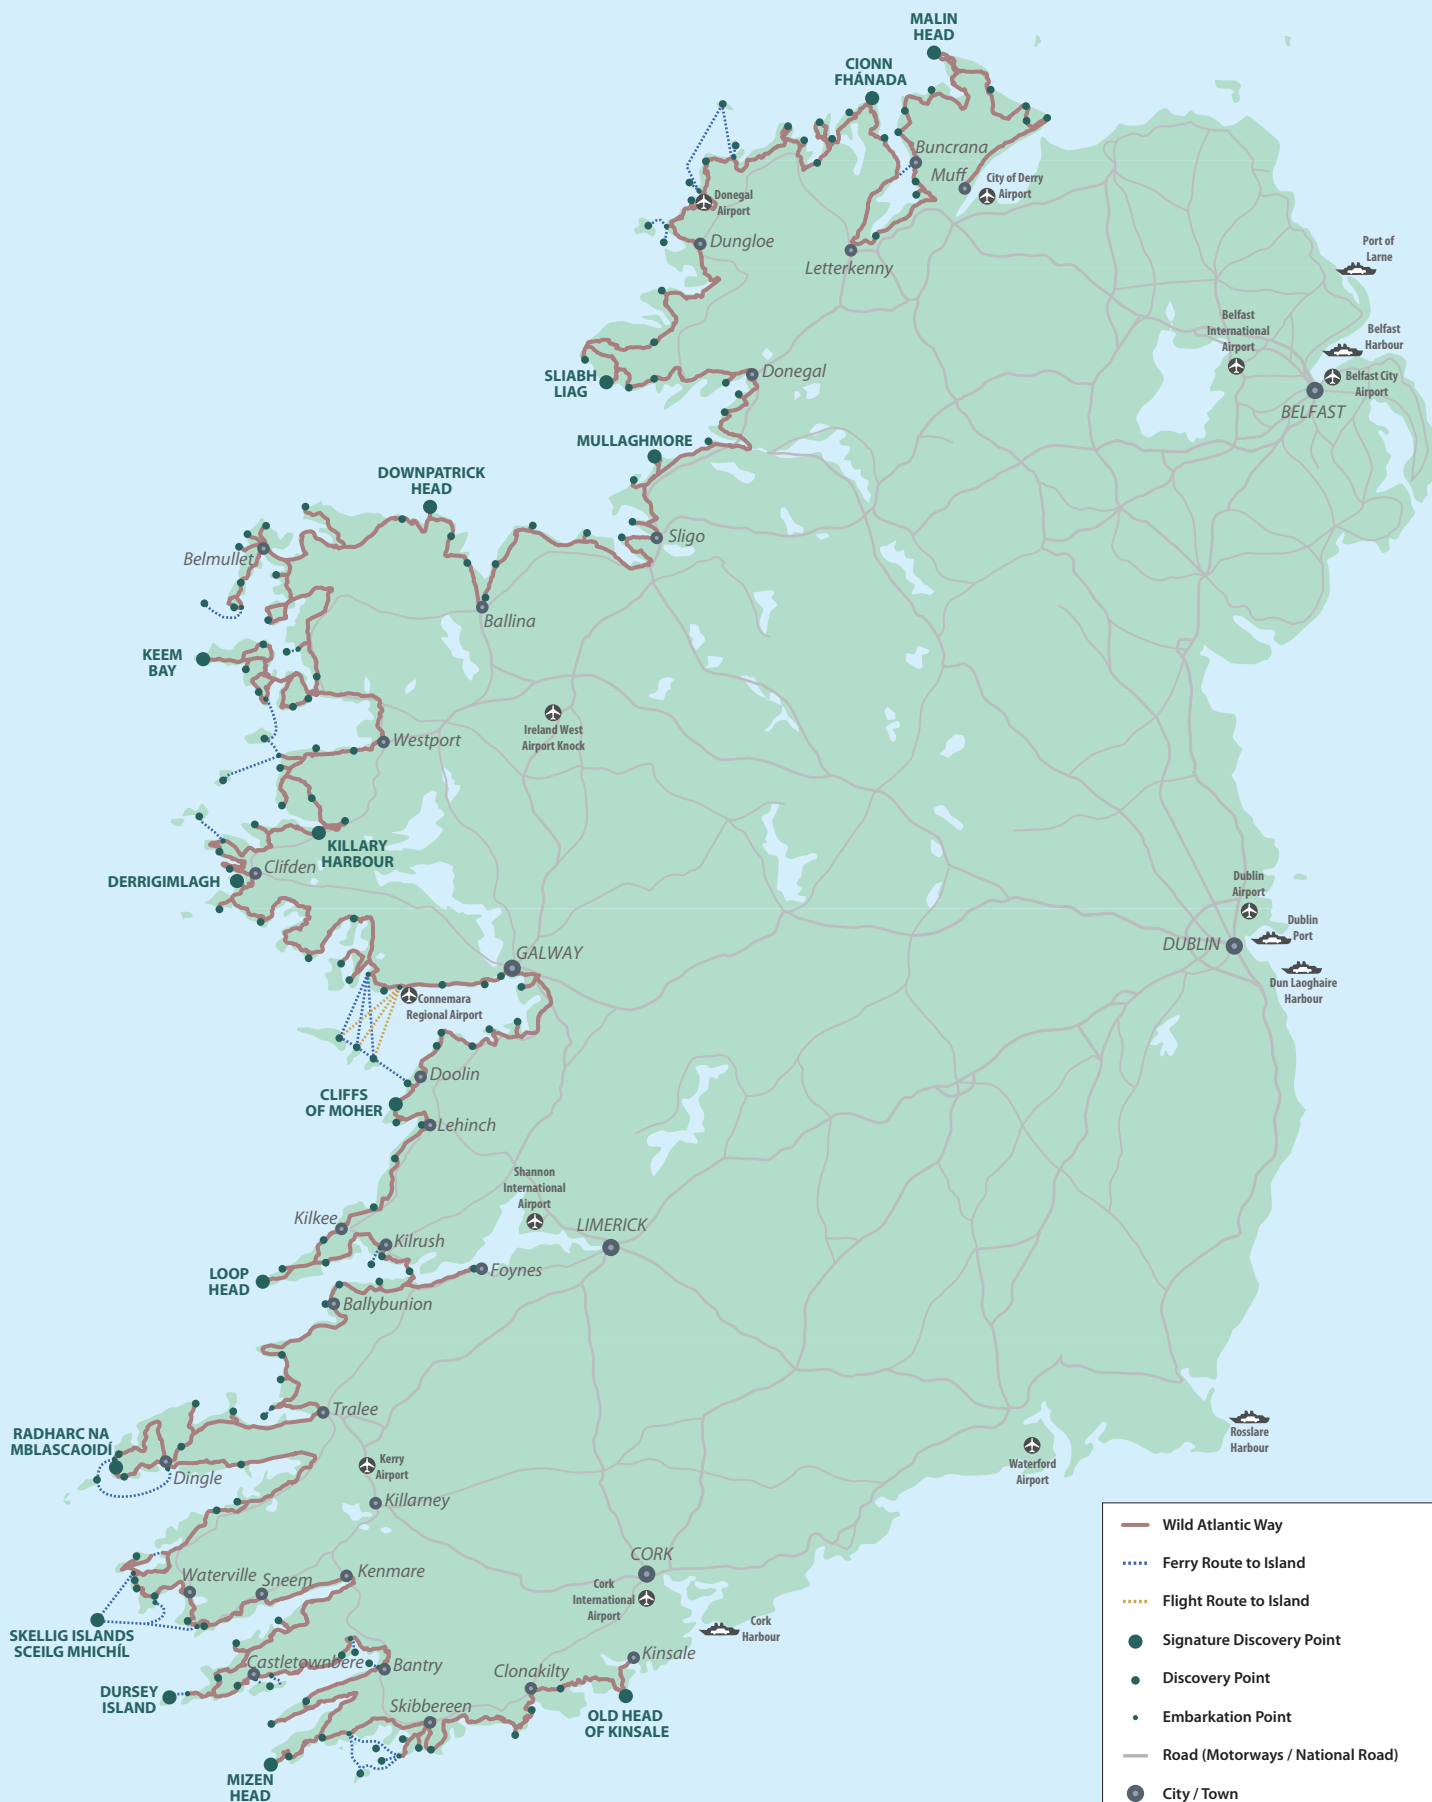 MALIN
HEAD
CIONN
FHÁNADA
Buncrana
Muff
City of Derry
Airport
Donegal
Airport
Dungloe
Letterkenny
Port of
Larne
Belfast
International
Airport
Belfast
Harbour
Belfast City
Airport
BELFAST
SLIABH
LIAG
Donegal
MULLAGHMORE
DOWNPATRICK
HEAD
Sligo
Belmullet
Ballina
KEEM
BAY
Ireland West
Airport Knock
Westport
KILLARY
HARBOUR
Clifden
DERRIGIMLAGH
Dublin
Airport
Dublin
Port
DUBLIN
Dun Laoghaire
Harbour
GALWAY
Connemara
Regional Airport
Doolin
CLIFFS
OF MOHER
Lehinch
Shannon
International
Airport
LIMERICK
Kilkee
Kilrush
LOOP
HEAD
Foynes
Ballybunion
Tralee
RADHARC NA
MBLASCAOIDÍ
Dingle
Kerry
Airport
Killarney
Rosslare
Harbour
Waterford
Airport
CORK
Cork
International
Airport
Cork
Harbour
Waterville
Sneem
Kenmare
SKELLIG ISLANDS
SCEILG MHICHÍL
Castletownbere
Bantry
Clonakilty
Kinsale
DURSEY
ISLAND
Skibbereen
OLD HEAD
OF KINSALE
MIZEN
HEAD
Wild Atlantic Way
Ferry Route to Island
Flight Route to Island
Signature Discovery Point
Discovery Point
Embarkation Point
Road (Motorways / National Road)
City / Town